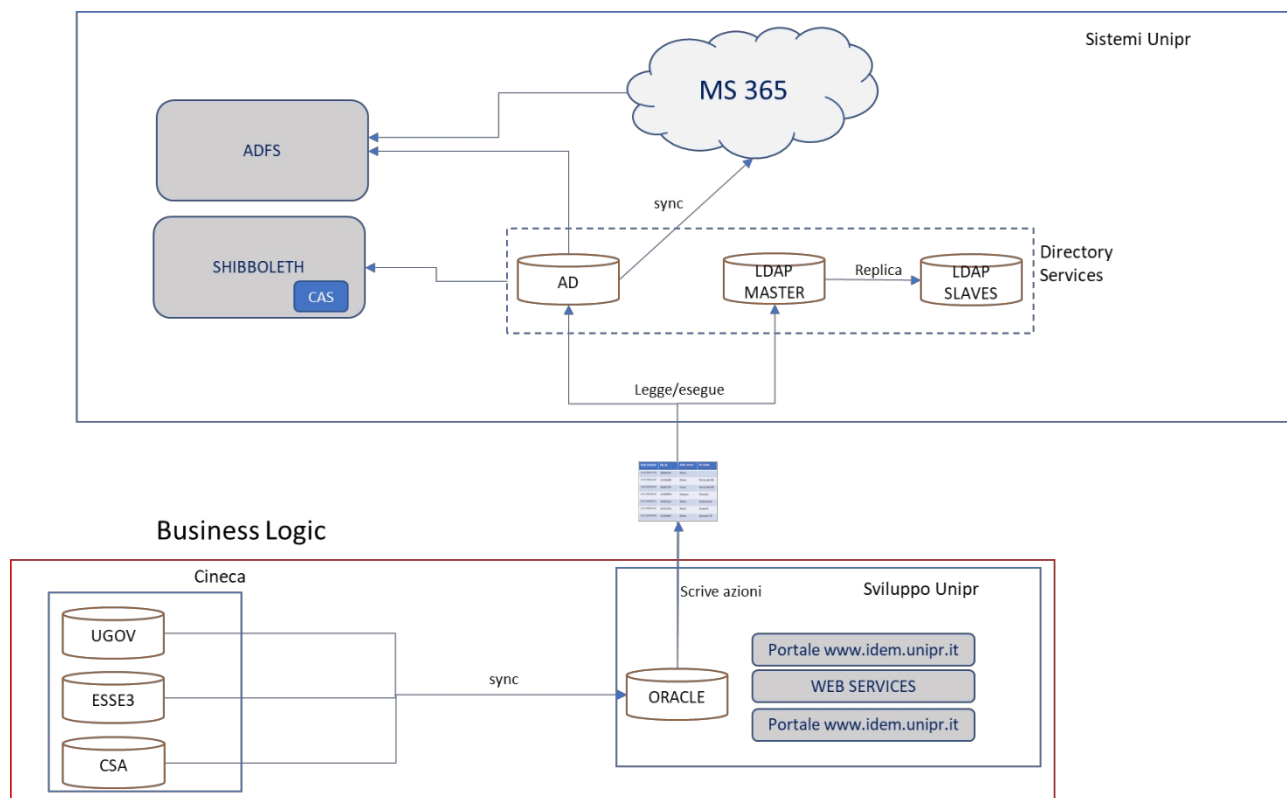 Sistemi Unipr
MS 365
ADFS
sync
SHIBBOLETH
CAS
Directory
Services
AD
LDAP
MASTER
Replica
LDAP
SLAVES
Legge/esegue
Business Logic
Cineca
UGOV
ESSE3
CSA
sync
Scrive azioni
Sviluppo Unipr
ORACLE
Portale www.idem.unipr.it
WEB SERVICES
Portale www.idem.unipr.it